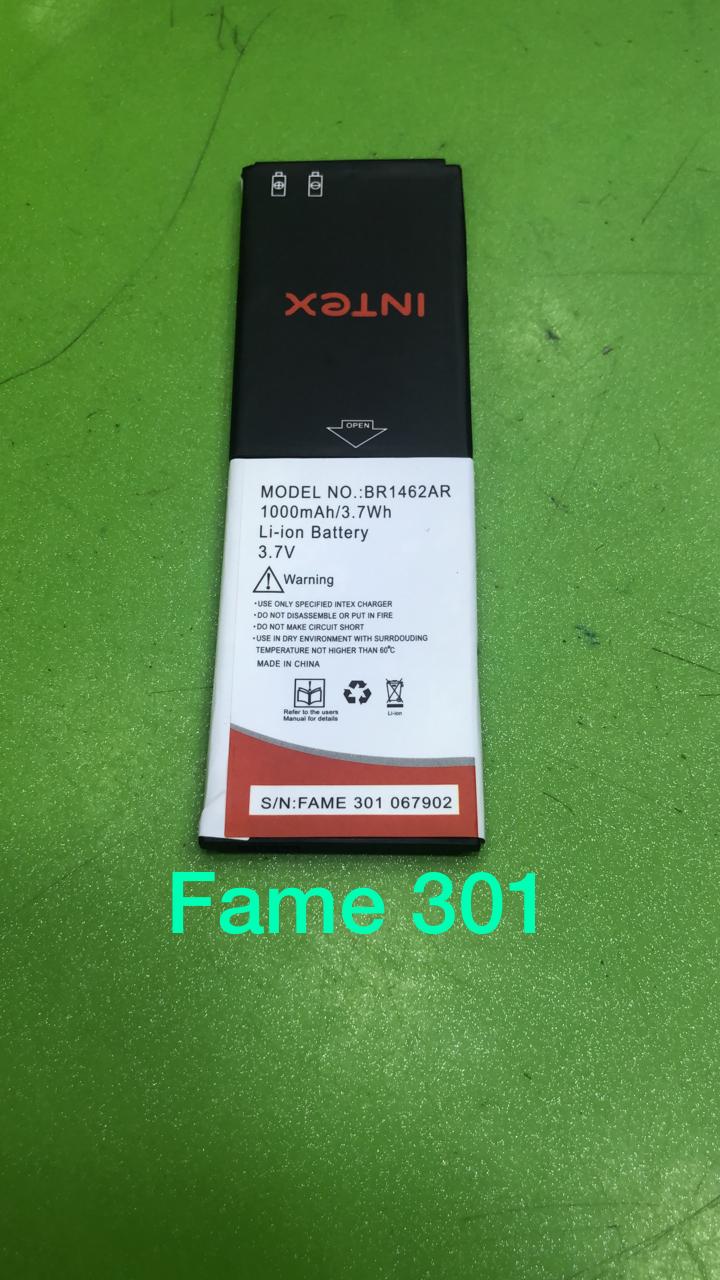 INTEX
OPEN
MODEL NO.:BR1462AR
1000mAh/3.7Wh
Li-ion Battery
3.7V
Warning
•USE ONLY SPECIFIED INTEX CHARGER
•DO NOT DISASSEMBLE OR PUT IN FIRE
•DO NOT MAKE CIRCUIT SHORT
•USE IN DRY ENVIRONMENT WITH SURRDOUDING
TEMPERATURE NOT HIGHER THAN 60°C
MADE IN CHINA
Refer to the users
Manual for details
Li-ion
S/N:FAME 301 067902
Fame 301